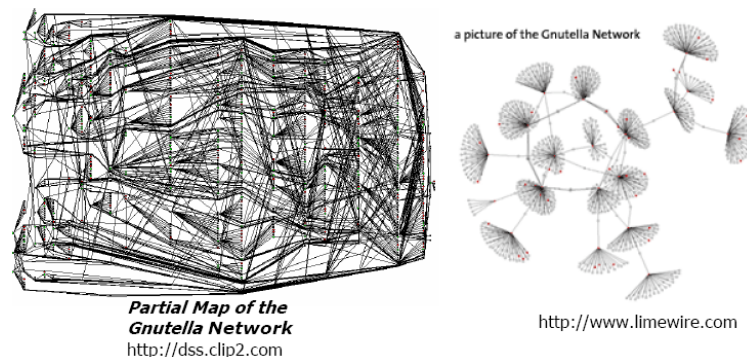 a picture of the Gnutella Network
Partial Map of the
Gnutella Network
http://dss.clip2.com
http://www.limewire.com